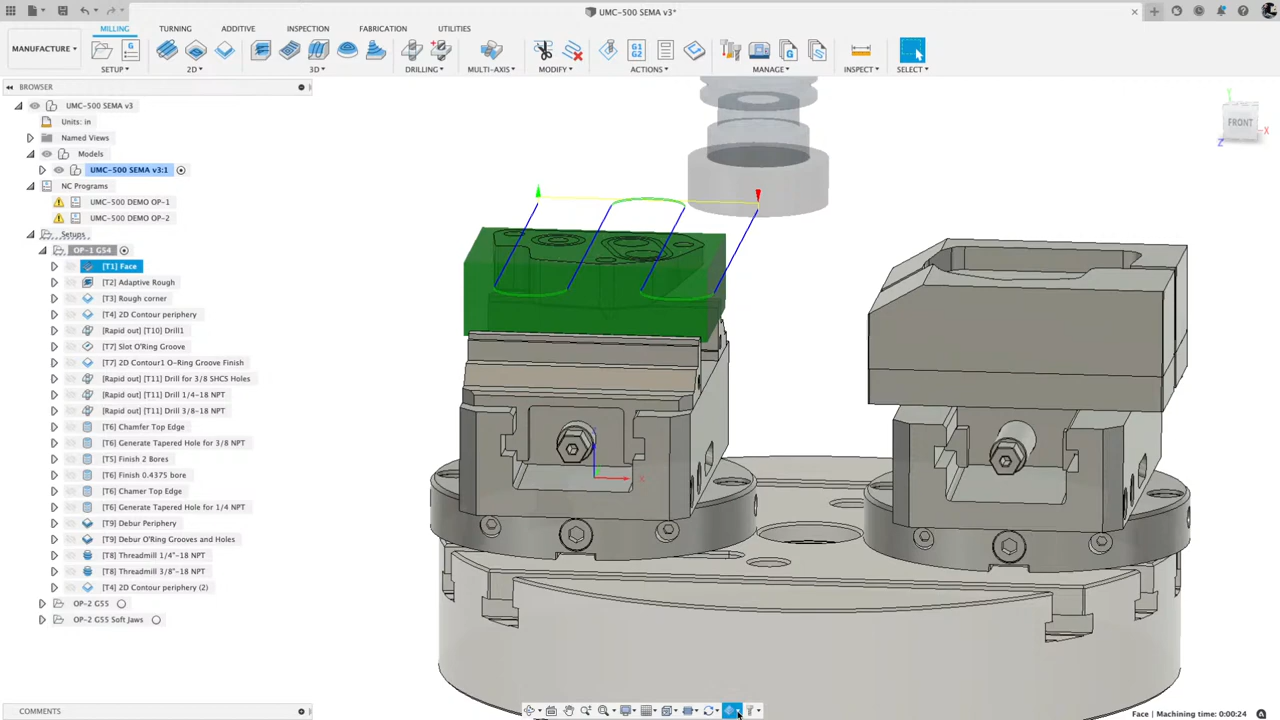 UMC-500 SEMA v3*
MANUFACTURE
MILLING TURNING ADDITIVE INSPECTION FABRICATION UTILITIES
G1
G2
SETUP 2D 3D DRILLING MULTI-AXIS MODIFY ACTIONS MANAGE INSPECT SELECT
BROWSER
UMC-500 SEMA v3
Units: in
Named Views
Models
UMC-500 SEMA v3:1
NC Programs
UMC-500 DEMO OP-1
UMC-500 DEMO OP-2
Setups
OP-1 G54
[T1] Face
[T2] Adaptive Rough
[T3] Rough corner
[T4] 2D Contour periphery
[Rapid out] [T10] Drill1
[T7] Slot O'Ring Groove
[T7] 2D Contour1 O-Ring Groove Finish
[Rapid out] [T11] Drill for 3/8 SHCS Holes
[Rapid out] [T11] Drill 1/4-18 NPT
[Rapid out] [T11] Drill 3/8-18 NPT
[T6] Chamfer Top Edge
[T6] Generate Tapered Hole for 3/8 NPT
[T5] Finish 2 Bores
[T6] Finish 0.4375 bore
[T6] Chamer Top Edge
[T6] Generate Tapered Hole for 1/4 NPT
[T9] Debur Periphery
[T9] Debur O'Ring Grooves and Holes
[T8] Threadmill 1/4"-18 NPT
[T8] Threadmill 3/8"-18 NPT
[T4] 2D Contour periphery (2)
OP-2 G55
OP-2 G55 Soft Jaws
Y
FRONT
X
Z
Z
X
COMMENTS
Face | Machining time: 0:00:24